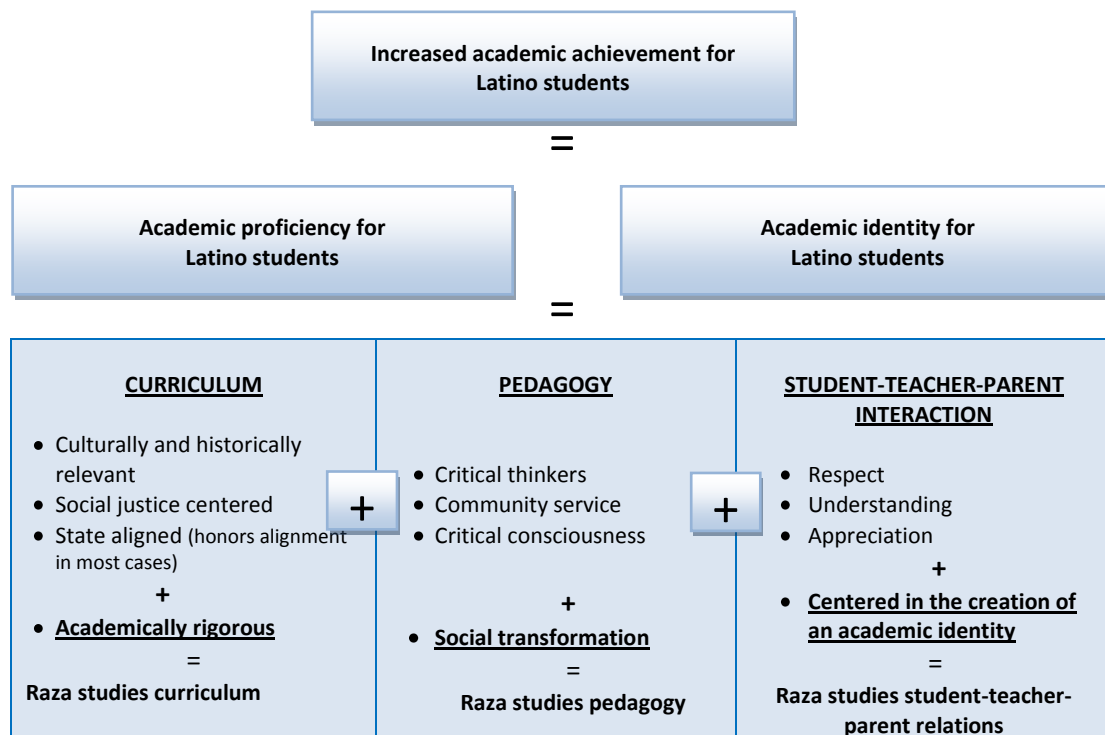 Increased academic achievement for
Latino students
=
Academic proficiency for
Latino students
Academic identity for
Latino students
=
CURRICULUM
• Culturally and historically
relevant
• Social justice centered
• State aligned (honors alignment
in most cases)
+
• Academically rigorous
=
Raza studies curriculum
+
PEDAGOGY
• Critical thinkers
• Community service
• Critical consciousness
+
• Social transformation
=
Raza studies pedagogy
+
STUDENT-TEACHER-PARENT
INTERACTION
• Respect
• Understanding
• Appreciation
+
• Centered in the creation of
an academic identity
=
Raza studies student-teacher-
parent relations